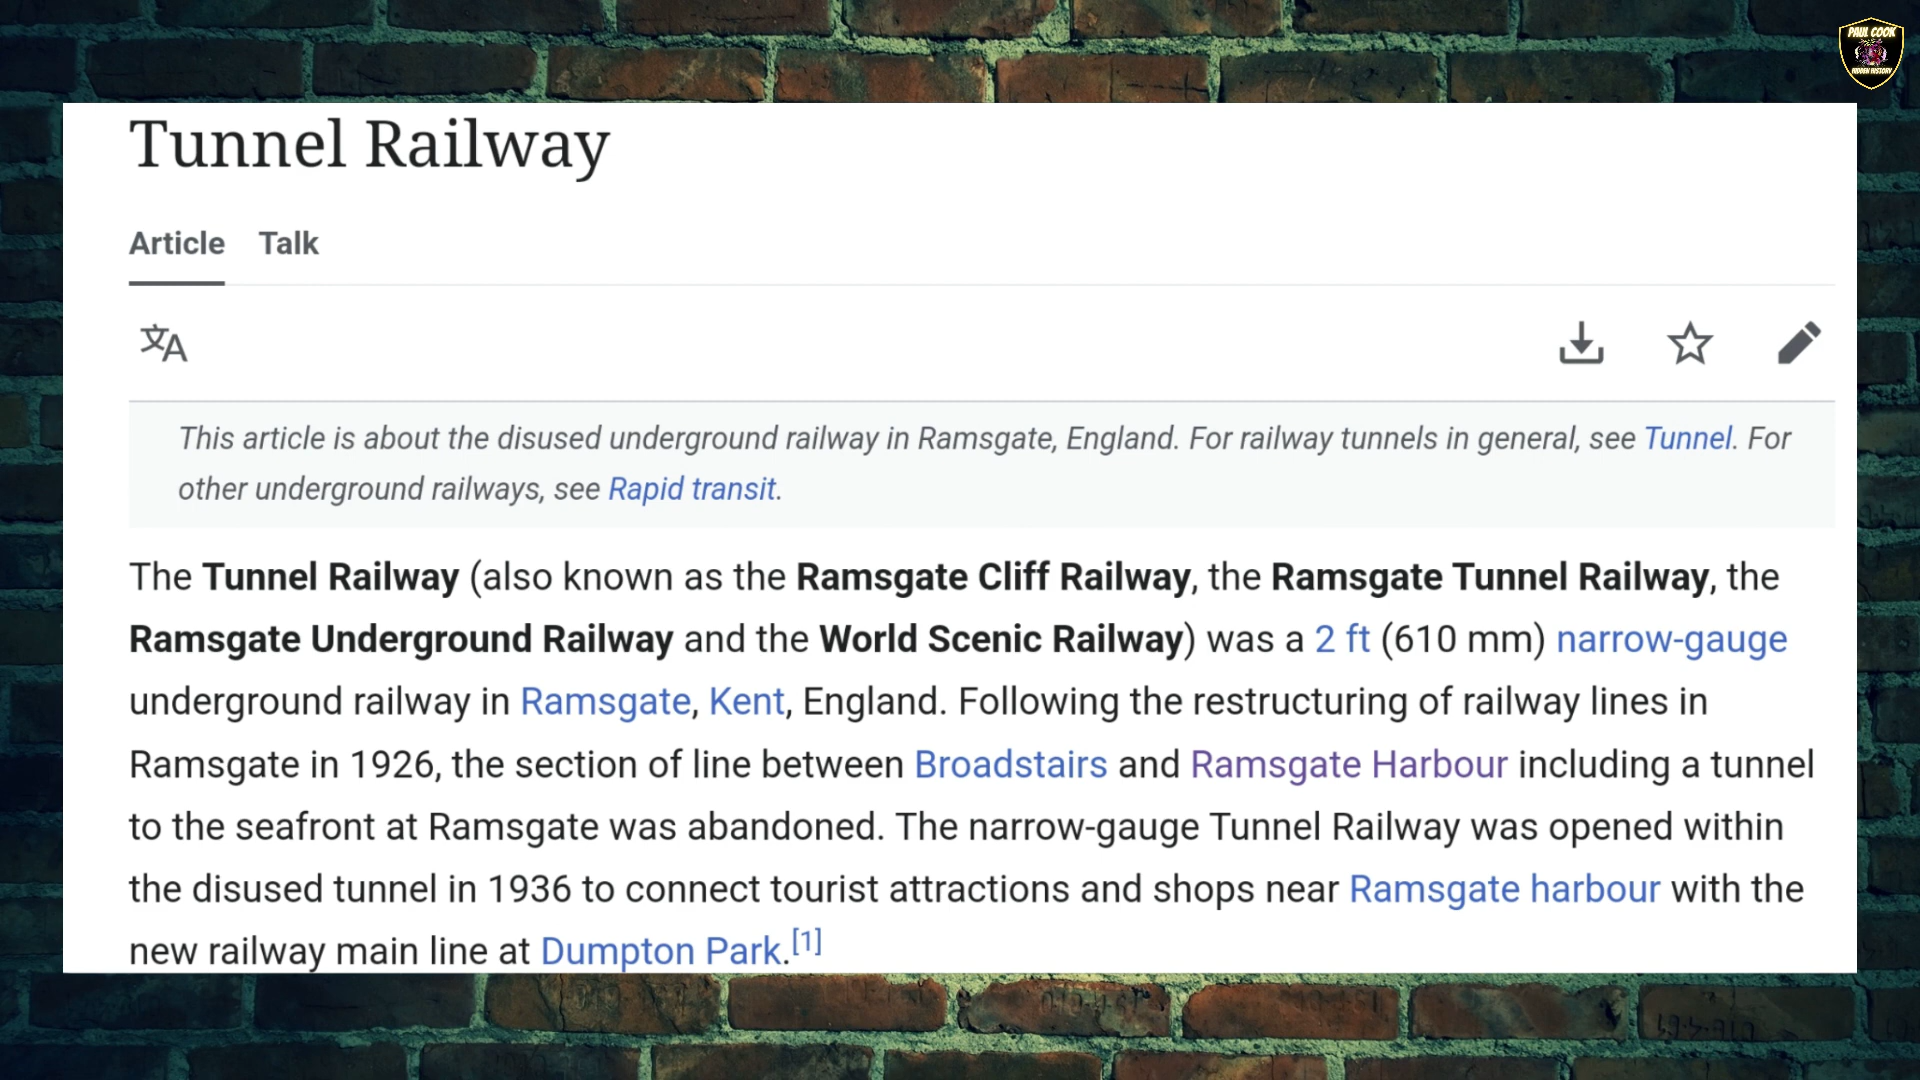 PAUL COOK
HIDDEN HISTORY
Tunnel Railway
Article Talk
This article is about the disused underground railway in Ramsgate, England. For railway tunnels in general, see Tunnel. For
other underground railways, see Rapid transit.
The Tunnel Railway (also known as the Ramsgate Cliff Railway, the Ramsgate Tunnel Railway, the
Ramsgate Underground Railway and the World Scenic Railway) was a 2 ft (610 mm) narrow-gauge
underground railway in Ramsgate, Kent, England. Following the restructuring of railway lines in
Ramsgate in 1926, the section of line between Broadstairs and Ramsgate Harbour including a tunnel
to the seafront at Ramsgate was abandoned. The narrow-gauge Tunnel Railway was opened within
the disused tunnel in 1936 to connect tourist attractions and shops near Ramsgate harbour with the
new railway main line at Dumpton Park.[1]